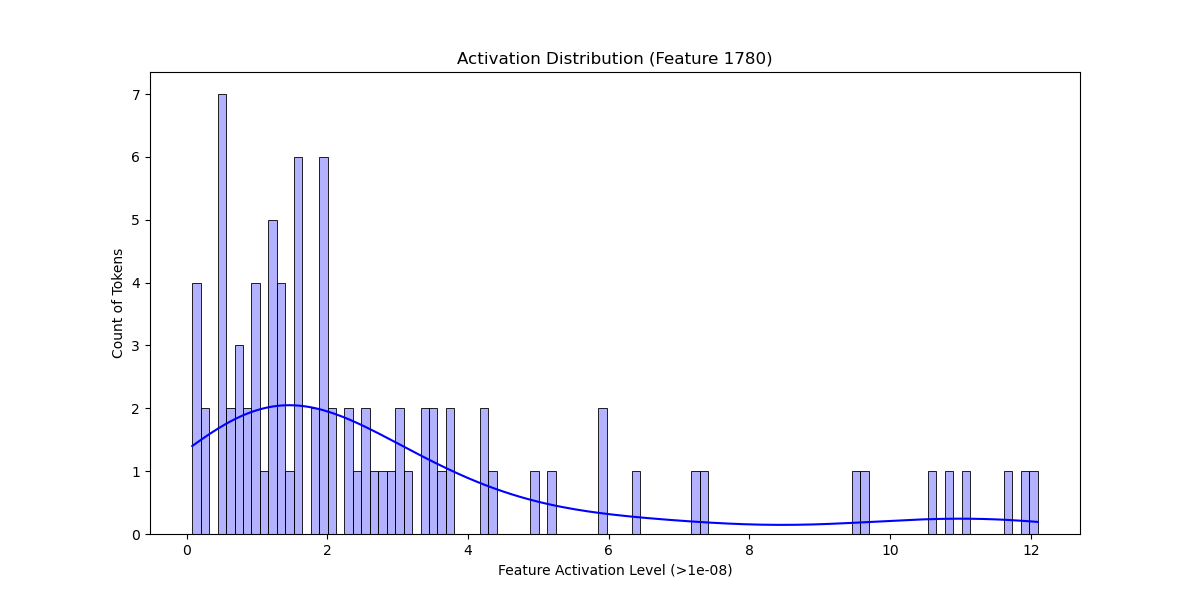 Activation Distribution (Feature 1780)
7
6
5
4
3
2
1
0
Count of Tokens
0 2 4 6 8 10 12
Feature Activation Level (>1e-08)